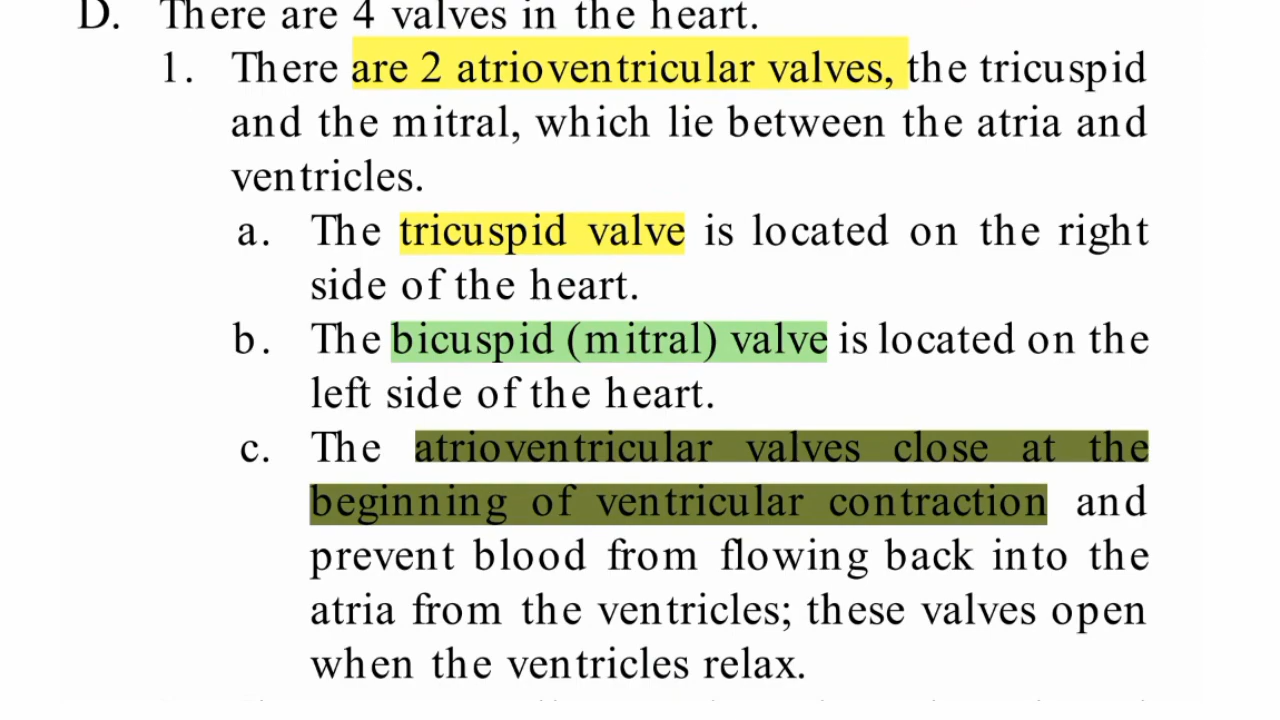 D. There are 4 valves in the heart.
1. There are 2 atrioventricular valves, the tricuspid
and the mitral, which lie between the atria and
ventricles.
a. The tricuspid valve is located on the right
side of the heart.
b. The bicuspid (mitral) valve is located on the
left side of the heart.
c. The atrioventricular valves close at the
beginning of ventricular contraction and
prevent blood from flowing back into the
atria from the ventricles; these valves open
when the ventricles relax.